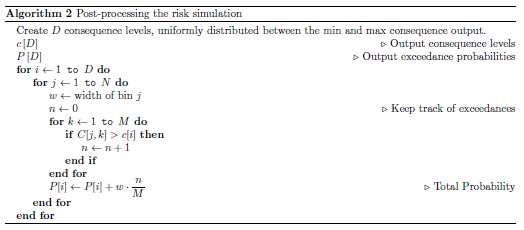 Algorithm 2 Post-processing the risk simulation
Create D consequence levels, uniformly distributed between the min and max consequence output.
c[D] ▷ Output consequence levels
P[D] ▷ Output exceedance probabilities
for i ← 1 to D do
for j ← 1 to N do
w ← width of bin j
n ← 0 ▷ Keep track of exceedances
for k ← 1 to M do
if C[j, k] > c[i] then
n ← n + 1
end if
end for
P[i] ← P[i] + w · n/M ▷ Total Probability
end for
end for